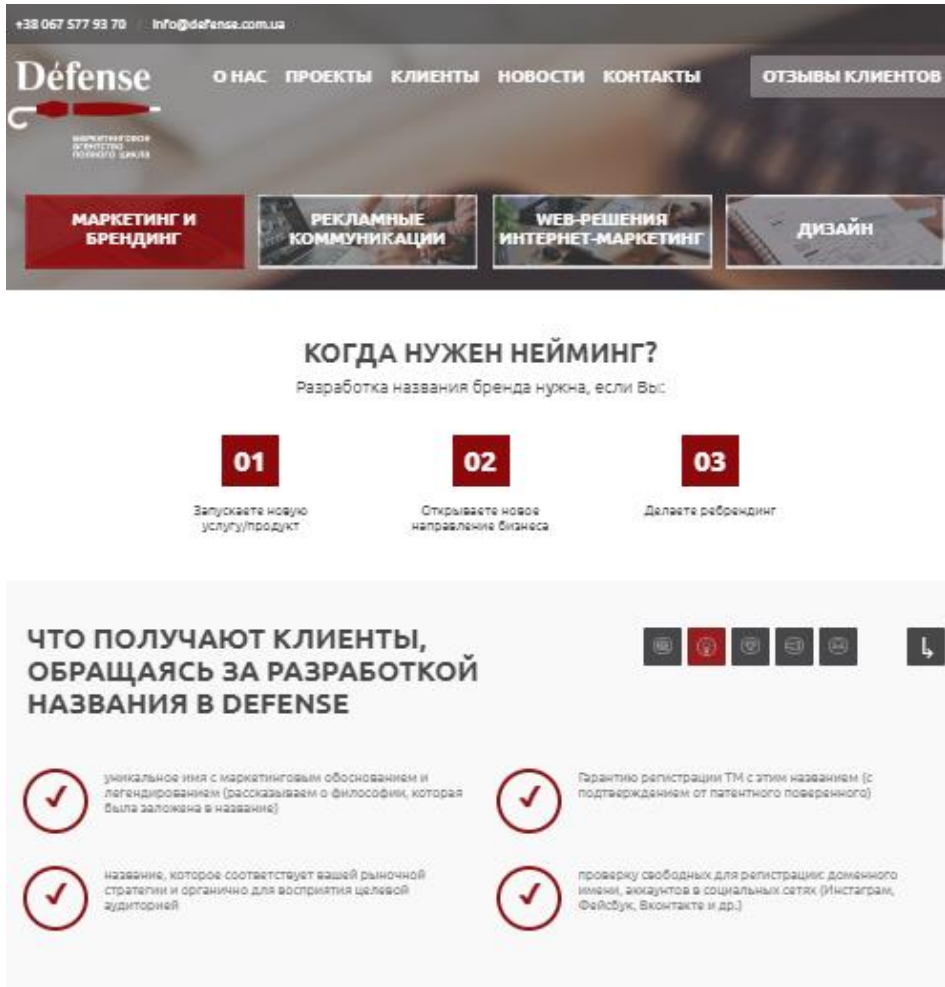 +38 067 577 93 70 info@defense.com.ua
Défense
О НАС ПРОЕКТЫ КЛИЕНТЫ НОВОСТИ КОНТАКТЫ ОТЗЫВЫ КЛИЕНТОВ
маркетинговое
агентство
полного цикла
МАРКЕТИНГ И
БРЕНДИНГ
РЕКЛАМНЫЕ
КОММУНИКАЦИИ
WEB-РЕШЕНИЯ
ИНТЕРНЕТ-МАРКЕТИНГ
ДИЗАЙН
КОГДА НУЖЕН НЕЙМИНГ?
Разработка названия бренда нужна, если Вы:
01
Запускаете новую
услугу/продукт
02
Открываете новое
направление бизнеса
03
Делаете ребрендинг
ЧТО ПОЛУЧАЮТ КЛИЕНТЫ,
ОБРАЩАЯСЬ ЗА РАЗРАБОТКОЙ
НАЗВАНИЯ В DEFENSE
уникальное имя с маркетинговым обоснованием и
легендированием (рассказываем о философии, которая
была заложена в название)
Гарантию регистрации ТМ с этим названием (с
подтверждением от патентного поверенного)
название, которое соответствует вашей рыночной
стратегии и органично для восприятия целевой
аудиторией
проверку свободных для регистрации: доменного
имени, аккаунтов в социальных сетях (Инстаграм,
Фейсбук, Вконтакте и др.)